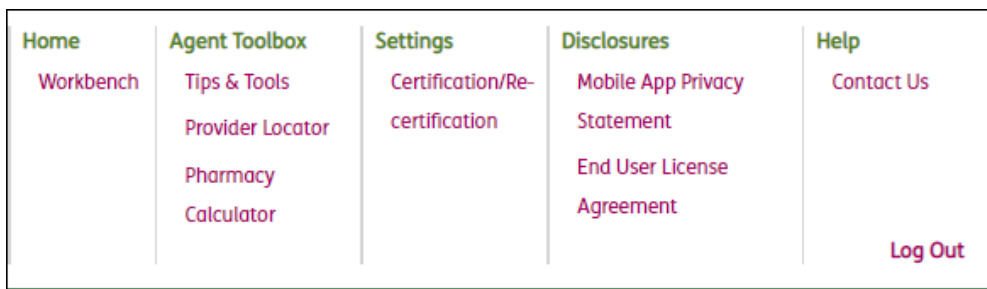 Home
Workbench
Agent Toolbox
Tips & Tools
Provider Locator
Pharmacy
Calculator
Settings
Certification/Re-
certification
Disclosures
Mobile App Privacy
Statement
End User License
Agreement
Help
Contact Us
Log Out